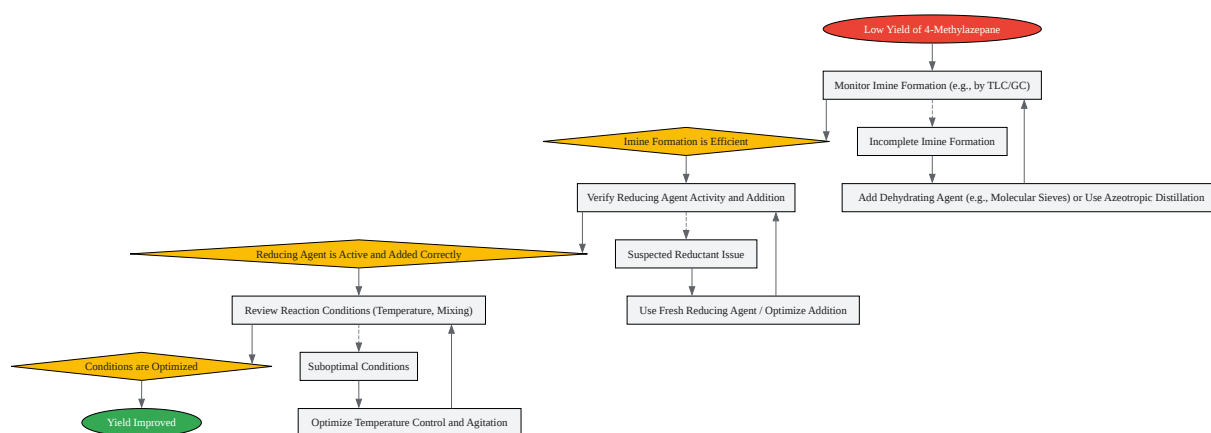 Low Yield of 4-Methylazepane
Monitor Imine Formation (e.g., by TLC/GC)
Imine Formation is Efficient
Incomplete Imine Formation
Verify Reducing Agent Activity and Addition
Add Dehydrating Agent (e.g., Molecular Sieves) or Use Azeotropic Distillation
Reducing Agent is Active and Added Correctly
Suspected Reductant Issue
Review Reaction Conditions (Temperature, Mixing)
Use Fresh Reducing Agent / Optimize Addition
Conditions are Optimized
Suboptimal Conditions
Yield Improved
Optimize Temperature Control and Agitation